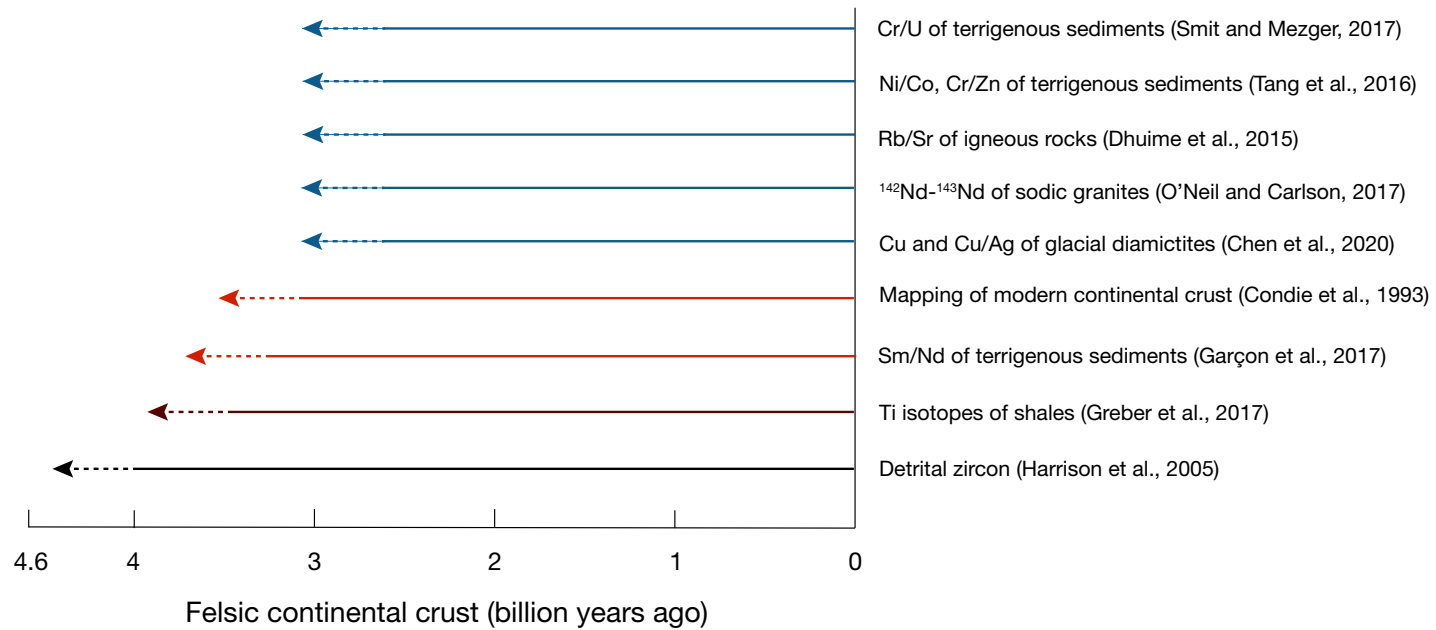 Cr/U of terrigenous sediments (Smit and Mezger, 2017)
Ni/Co, Cr/Zn of terrigenous sediments (Tang et al., 2016)
Rb/Sr of igneous rocks (Dhuime et al., 2015)
¹⁴²Nd-¹⁴³Nd of sodic granites (O’Neil and Carlson, 2017)
Cu and Cu/Ag of glacial diamictites (Chen et al., 2020)
Mapping of modern continental crust (Condie et al., 1993)
Sm/Nd of terrigenous sediments (Garçon et al., 2017)
Ti isotopes of shales (Greber et al., 2017)
Detrital zircon (Harrison et al., 2005)
4.6 4 3 2 1 0
Felsic continental crust (billion years ago)